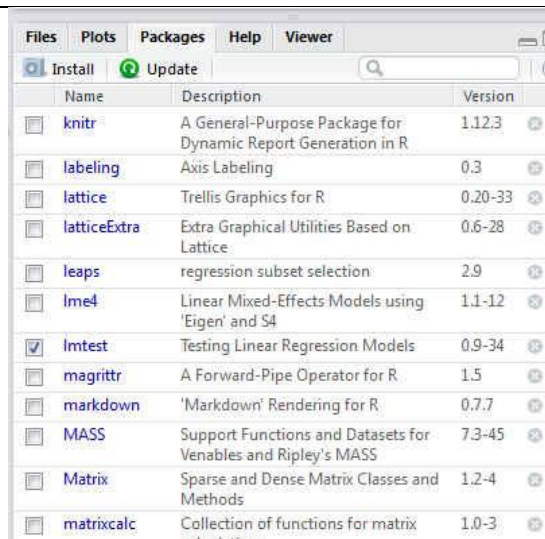 Files Plots Packages Help Viewer
Install Update
Name Description Version
knitr A General-Purpose Package for 1.12.3
Dynamic Report Generation in R
labeling Axis Labeling 0.3
lattice Trellis Graphics for R 0.20-33
latticeExtra Extra Graphical Utilities Based on 0.6-28
Lattice
leaps regression subset selection 2.9
lme4 Linear Mixed-Effects Models using 1.1-12
'Eigen' and S4
lmtest Testing Linear Regression Models 0.9-34
magrittr A Forward-Pipe Operator for R 1.5
markdown 'Markdown' Rendering for R 0.7.7
MASS Support Functions and Datasets for 7.3-45
Venables and Ripley's MASS
Matrix Sparse and Dense Matrix Classes and 1.2-4
Methods
matrixcalc Collection of functions for matrix 1.0-3